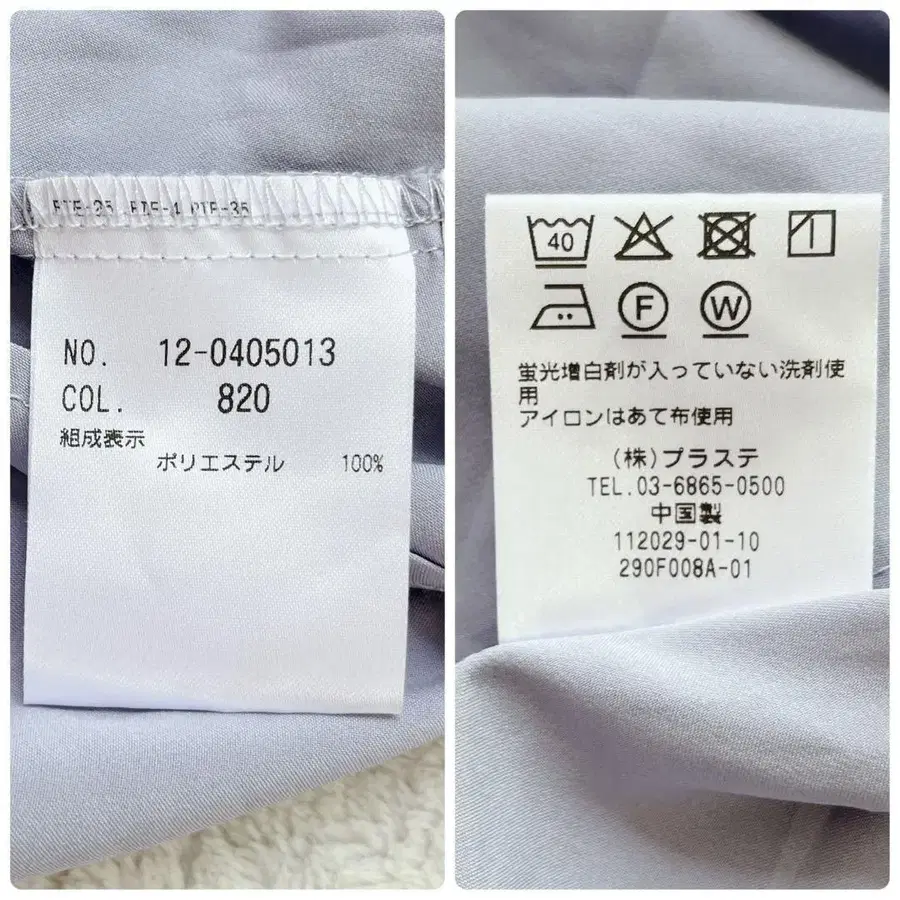 NO. 12-0405013
COL. 820
組成表示
ポリエステル 100%
40
F W
蛍光増白剤が入っていない洗剤使
用
アイロンはあて布使用
(株)プラステ
TEL.03-6865-0500
中国製
112029-01-10
290F008A-01